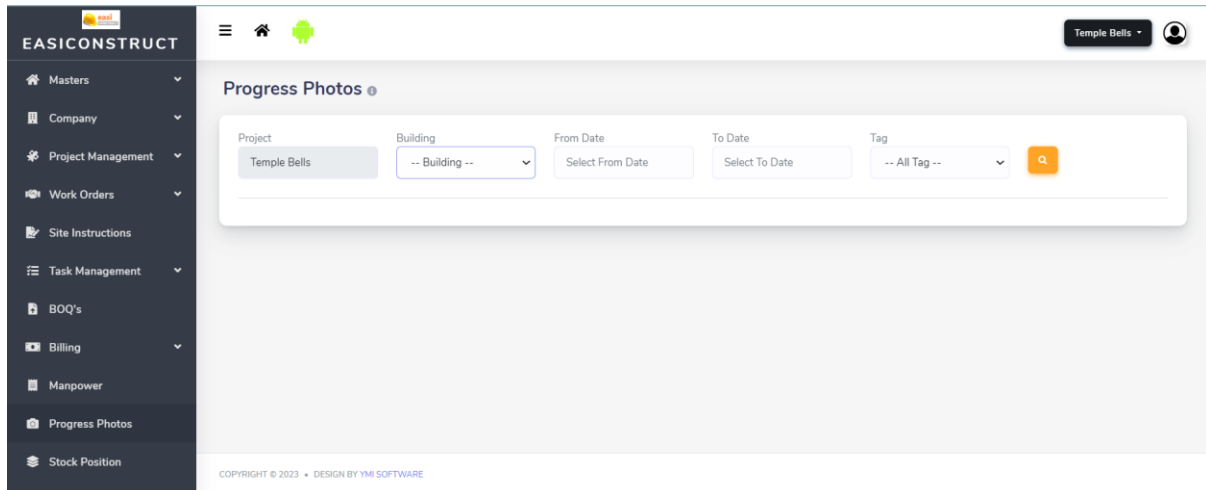 easi
EASICONSTRUCT
Temple Bells
Masters
Company
Project Management
Work Orders
Site Instructions
Task Management
BOQ's
Billing
Manpower
Progress Photos
Stock Position
Progress Photos
Project
Building
From Date
To Date
Tag
Temple Bells
-- Building --
Select From Date
Select To Date
-- All Tag --
COPYRIGHT © 2023 • DESIGN BY YMI SOFTWARE